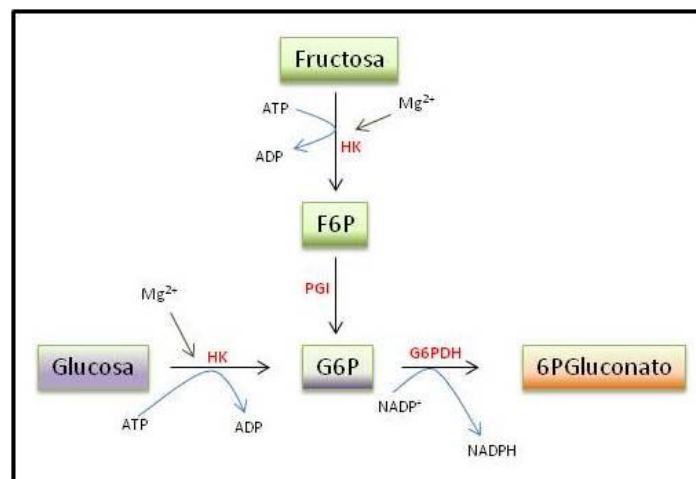 Fructosa
ATP
Mg²⁺
HK
ADP
F6P
PGI
Mg²⁺
HK
G6PDH
Glucosa
G6P
6PGluconato
NADP⁺
ATP
ADP
NADPH